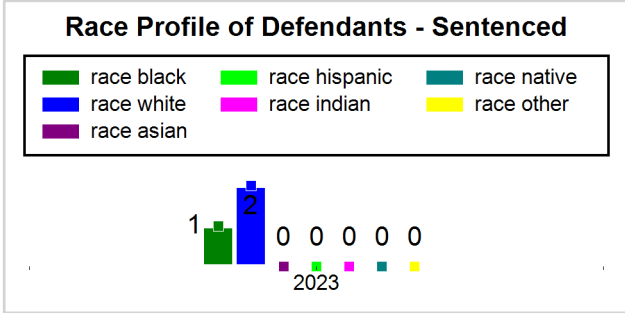 Race Profile of Defendants - Sentenced
race black race hispanic race native
race white race indian race other
race asian
1 2 0 0 0 0 0
2023